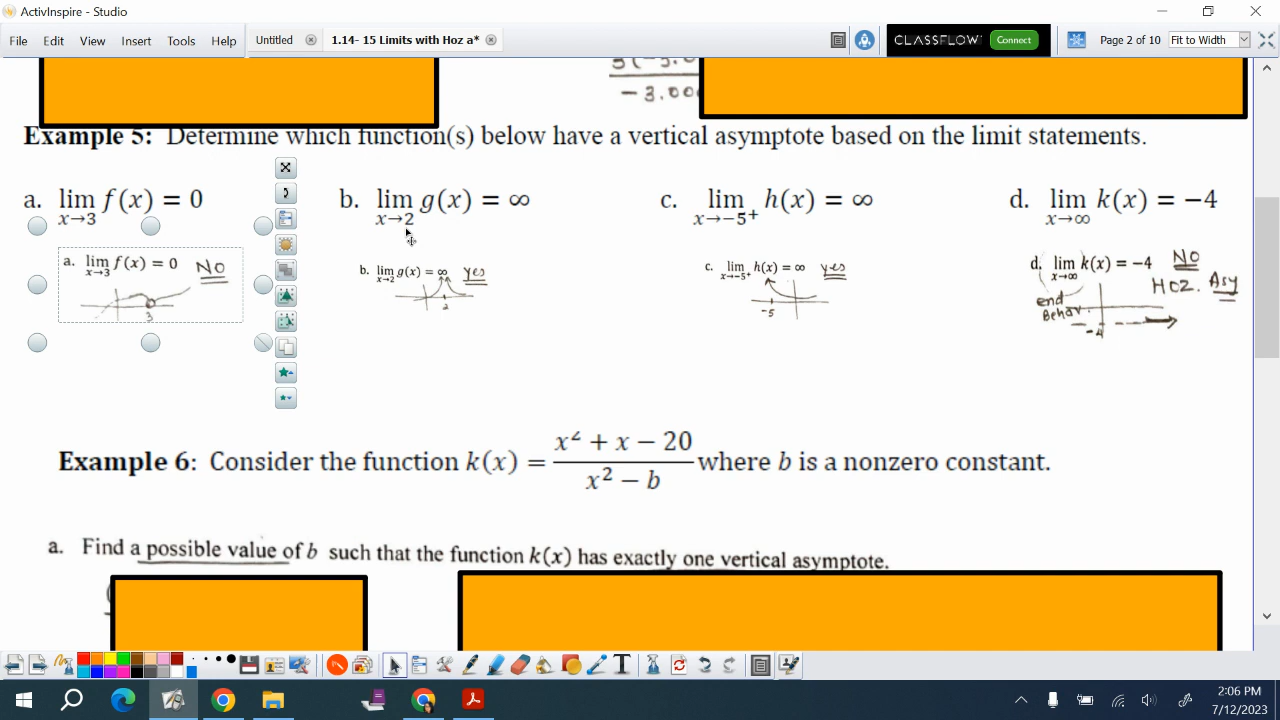 ActivInspire - Studio
File Edit View Insert Tools Help
Untitled
1.14- 15 Limits with Hoz a*
CLASSFLOW
Connect
Page 2 of 10
Fit to Width
-3.00
Example 5: Determine which function(s) below have a vertical asymptote based on the limit statements.
a. lim x→3 f(x) = 0
b. lim x→2 g(x) = ∞
c. lim x→-5⁺ h(x) = ∞
d. lim x→∞ k(x) = -4
a. lim x→3 f(x) = 0 NO
3
b. lim x→2 g(x) = ∞ yes
2
c. lim x→-5⁺ h(x) = ∞ yes
-5
d. lim x→∞ k(x) = -4 NO
Hoz. Asy
end
Behav.
-4
Example 6: Consider the function k(x) = (x² + x - 20)/(x² - b) where b is a nonzero constant.
a. Find a possible value of b such that the function k(x) has exactly one vertical asymptote.
2:06 PM
7/12/2023